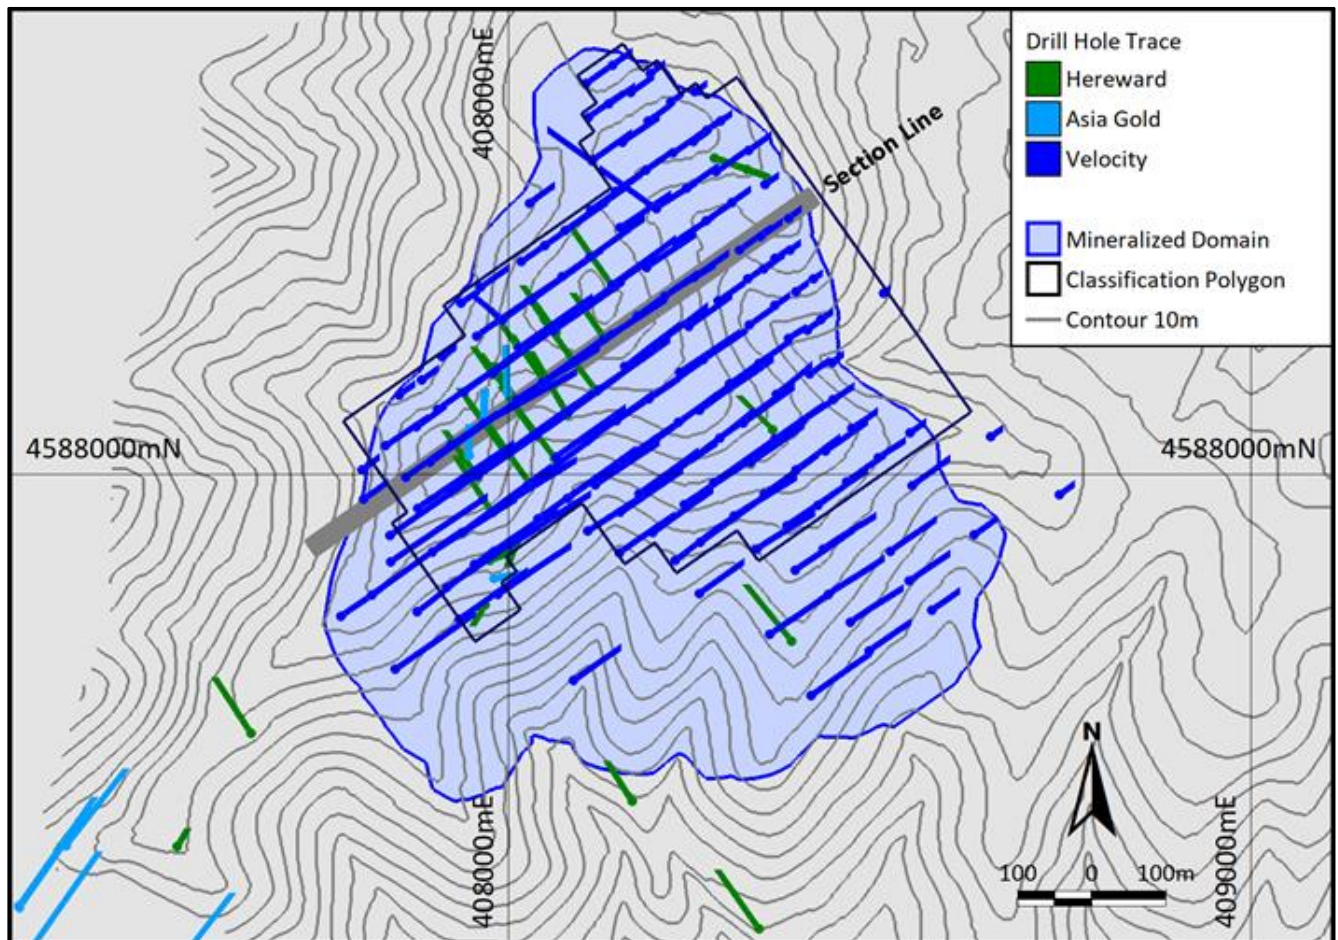 408000mE
Drill Hole Trace
Hereward
Asia Gold
Velocity
Section Line
Mineralized Domain
Classification Polygon
Contour 10m
4588000mN
4588000mN
N
408000mE
409000mE
100 0 100m